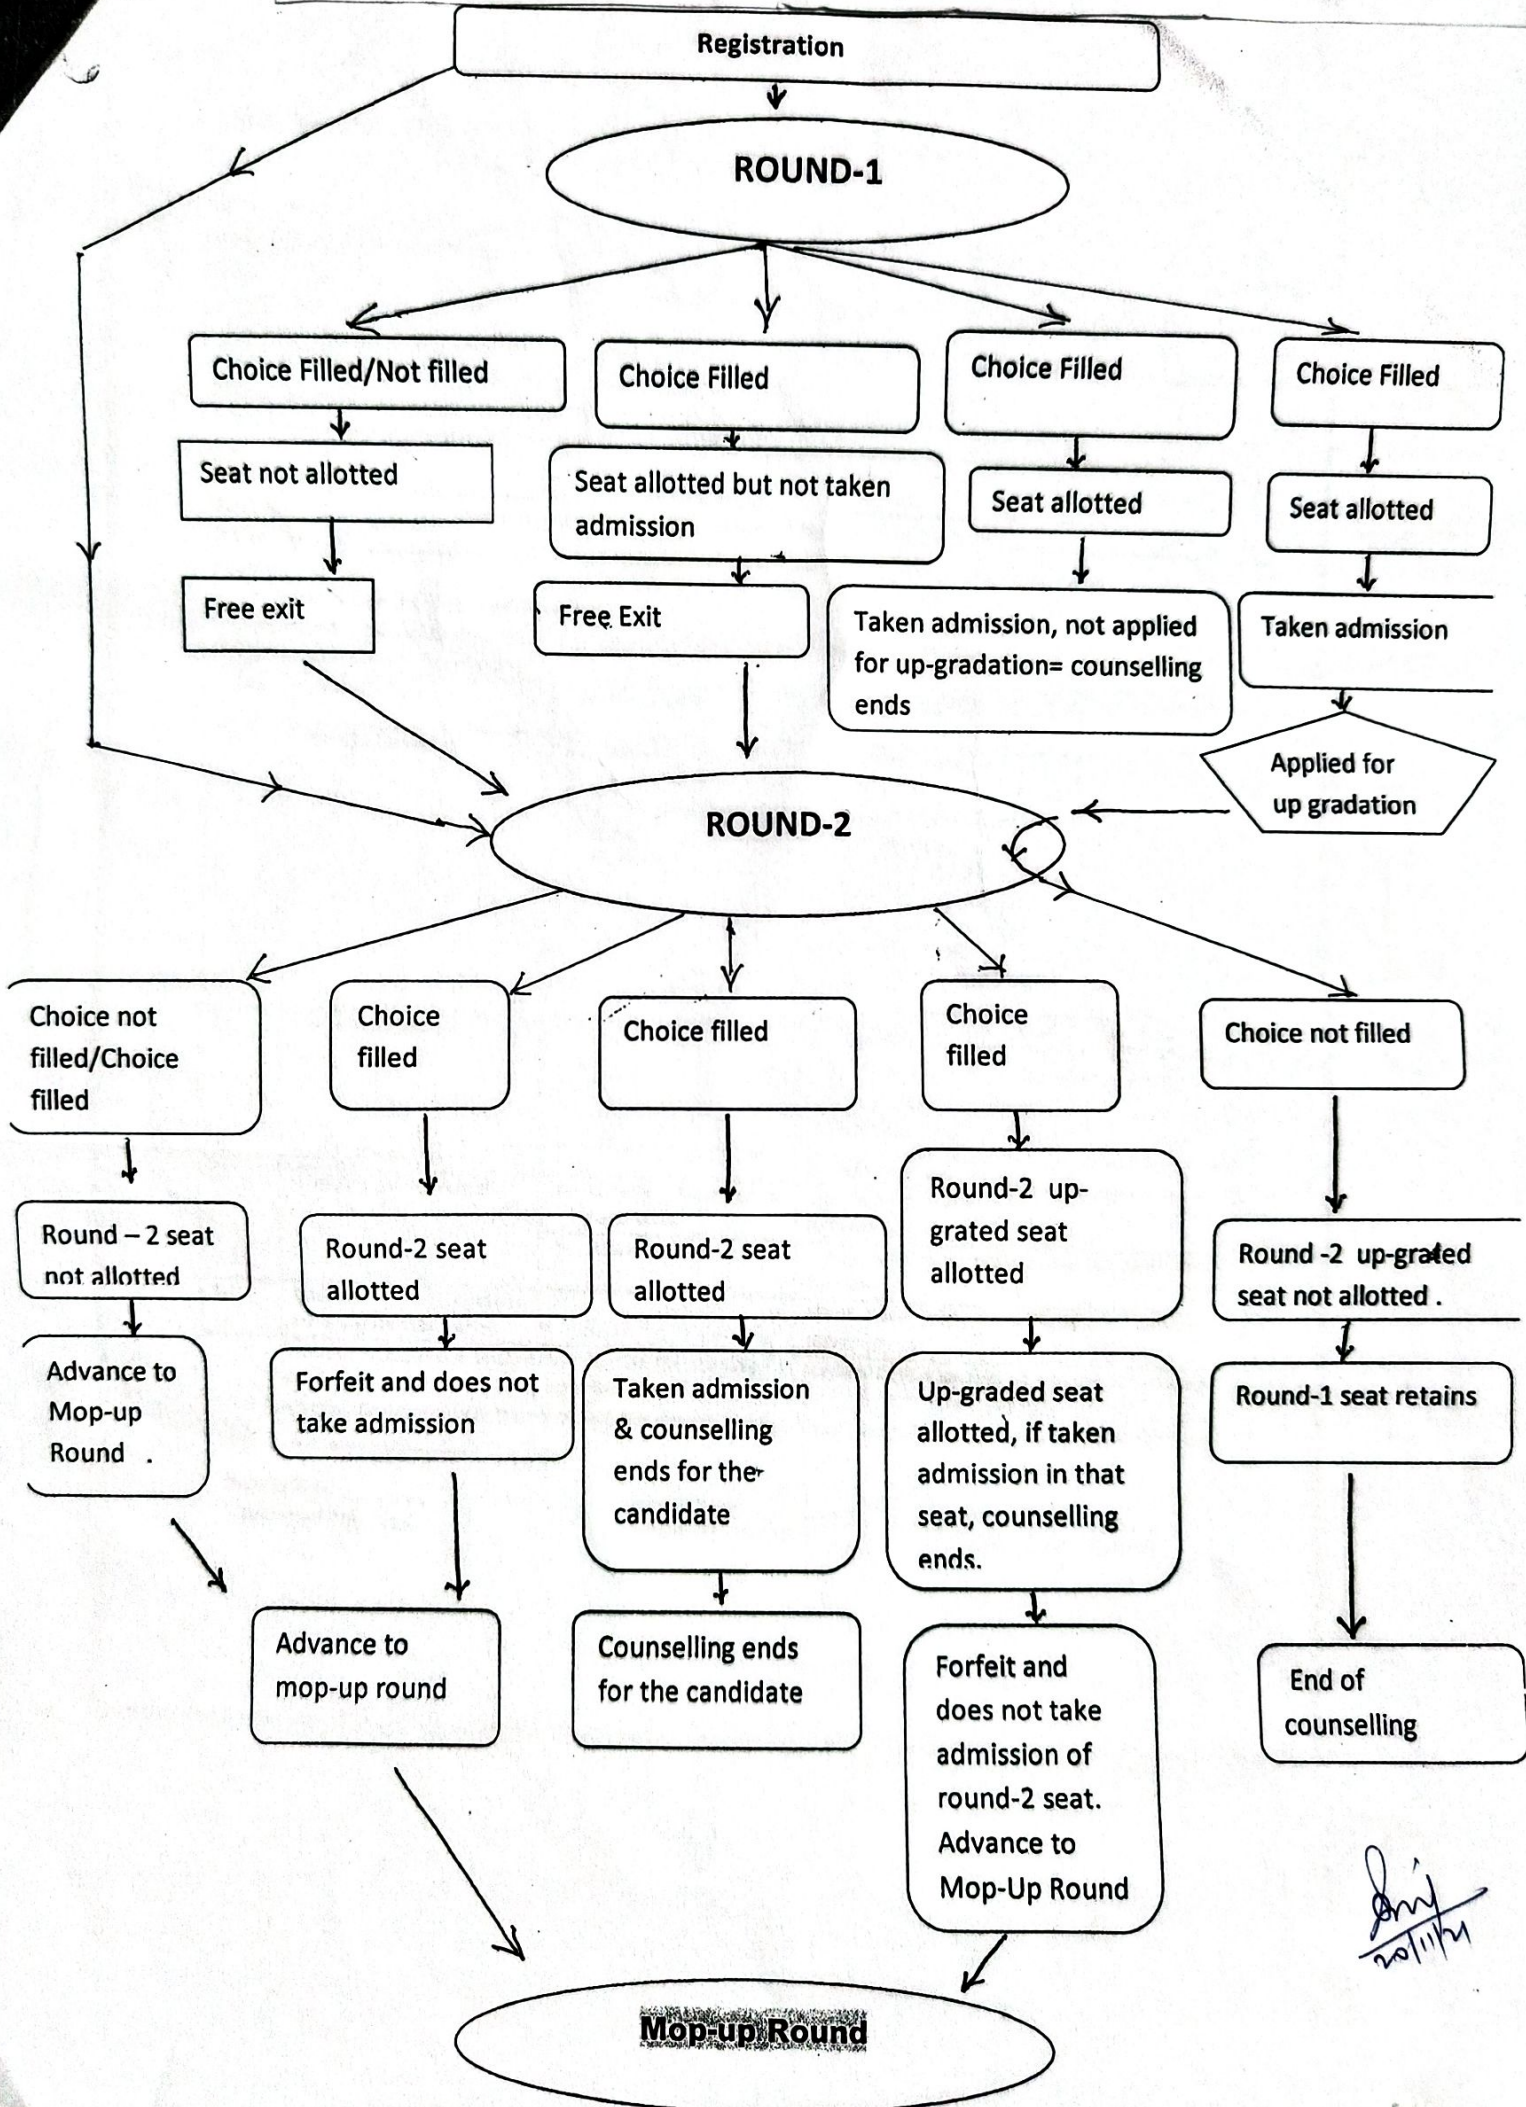 Registration
ROUND-1
Choice Filled/Not filled
Choice Filled
Choice Filled
Choice Filled
Seat not allotted
Seat allotted but not taken
admission
Seat allotted
Seat allotted
Free exit
Free Exit
Taken admission, not applied
for up-gradation= counselling
ends
Taken admission
Applied for
up gradation
ROUND-2
Choice not
filled/Choice
filled
Choice
filled
Choice filled
Choice
filled
Choice not filled
Round – 2 seat
not allotted
Round-2 seat
allotted
Round-2 seat
allotted
Round-2 up-
grated seat
allotted
Round -2 up-grated
seat not allotted .
Advance to
Mop-up
Round .
Forfeit and does not
take admission
Taken admission
& counselling
ends for the
candidate
Up-graded seat
allotted, if taken
admission in that
seat, counselling
ends.
Round-1 seat retains
Advance to
mop-up round
Counselling ends
for the candidate
Forfeit and
does not take
admission of
round-2 seat.
Advance to
Mop-Up Round
End of
counselling
20/11/21
Mop-up Round